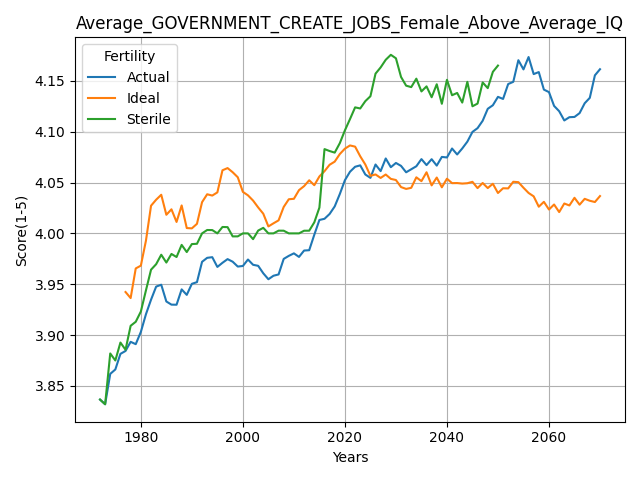 Average_GOVERNMENT_CREATE_JOBS_Female_Above_Average_IQ
Fertility
Actual
Ideal
Sterile
Score(1-5)
4.15
4.10
4.05
4.00
3.95
3.90
3.85
1980 2000 2020 2040 2060
Years